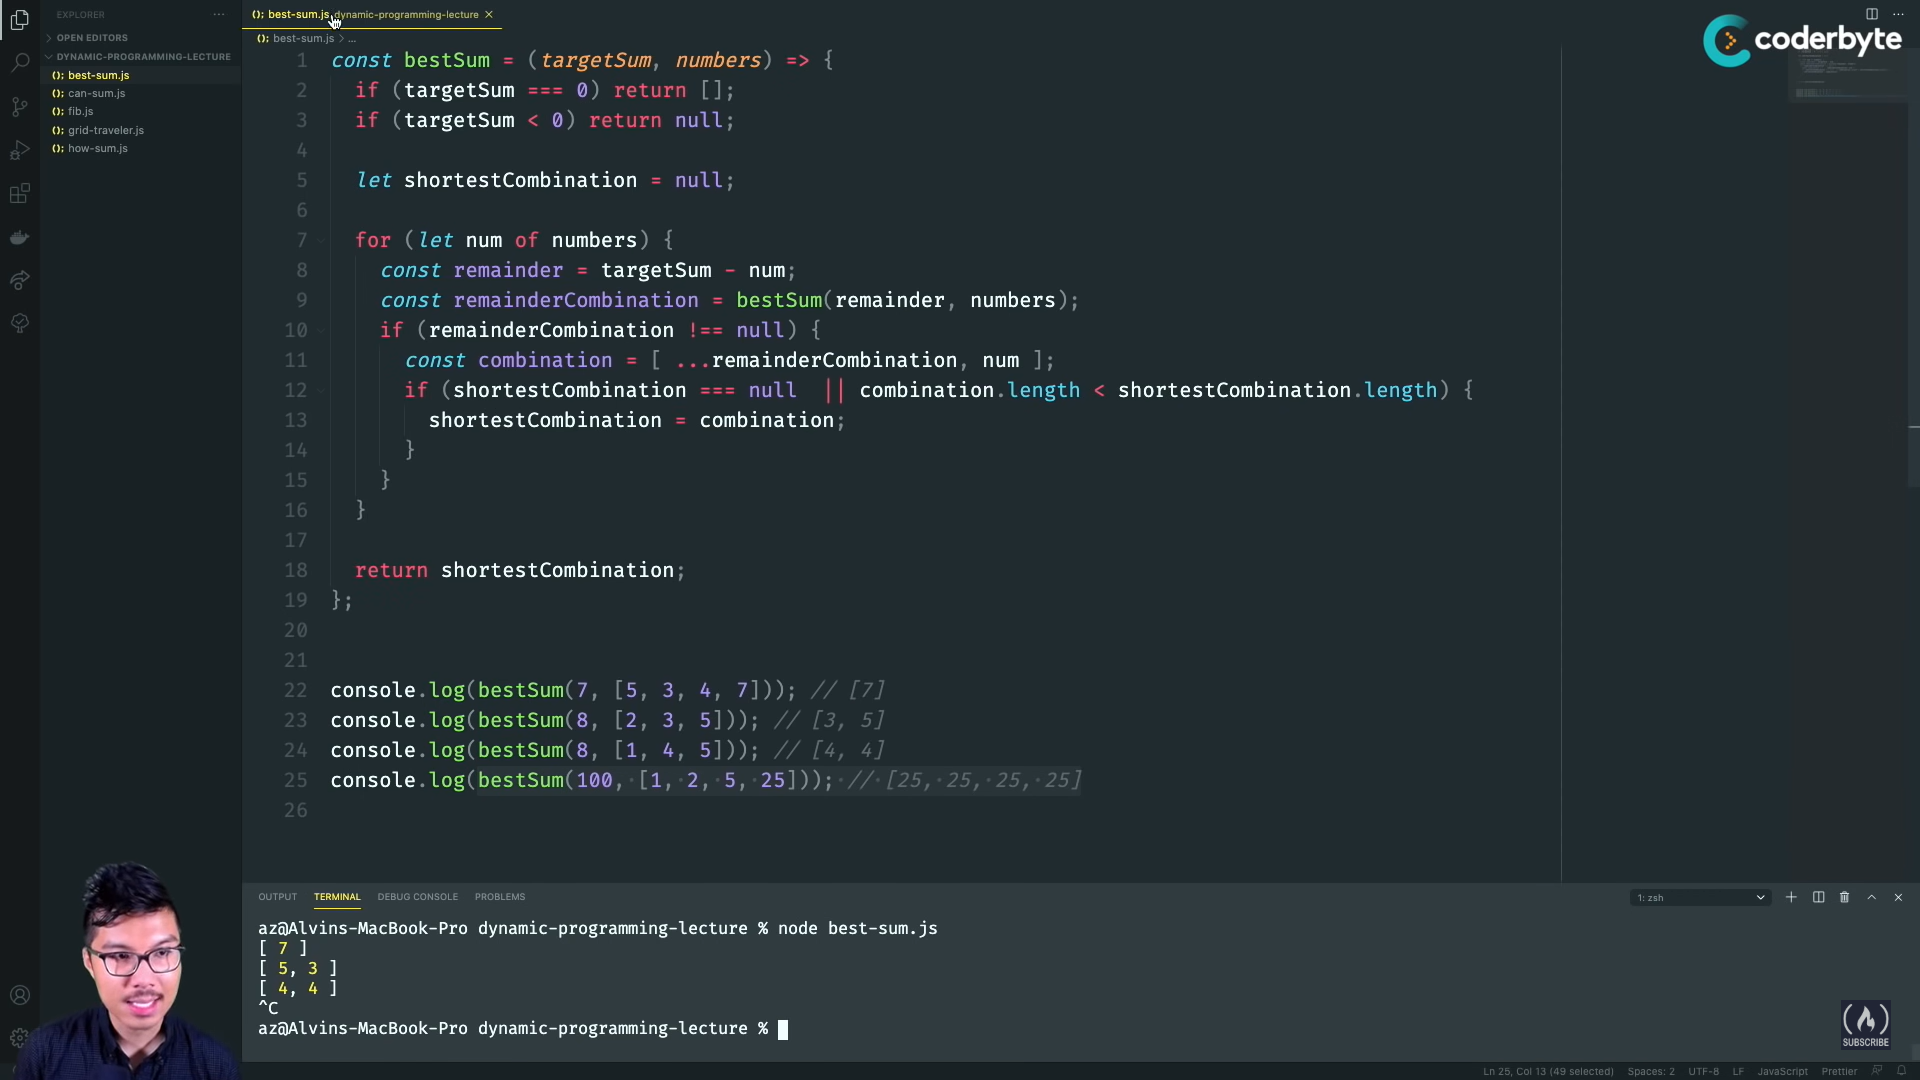 EXPLORER
OPEN EDITORS
DYNAMIC-PROGRAMMING-LECTURE
best-sum.js
can-sum.js
fib.js
grid-traveler.js
how-sum.js
best-sum.js dynamic-programming-lecture
best-sum.js > ...
coderbyte
1 const bestSum = (targetSum, numbers) => {
2 if (targetSum === 0) return [];
3 if (targetSum < 0) return null;
4
5 let shortestCombination = null;
6
7 for (let num of numbers) {
8 const remainder = targetSum - num;
9 const remainderCombination = bestSum(remainder, numbers);
10 if (remainderCombination !== null) {
11 const combination = [ ...remainderCombination, num ];
12 if (shortestCombination === null || combination.length < shortestCombination.length) {
13 shortestCombination = combination;
14 }
15 }
16 }
17
18 return shortestCombination;
19 };
20
21
22 console.log(bestSum(7, [5, 3, 4, 7])); // [7]
23 console.log(bestSum(8, [2, 3, 5])); // [3, 5]
24 console.log(bestSum(8, [1, 4, 5])); // [4, 4]
25 console.log(bestSum(100, [1, 2, 5, 25])); // [25, 25, 25, 25]
26
OUTPUT TERMINAL DEBUG CONSOLE PROBLEMS
1: zsh
az@Alvins-MacBook-Pro dynamic-programming-lecture % node best-sum.js
[ 7 ]
[ 5, 3 ]
[ 4, 4 ]
^C
az@Alvins-MacBook-Pro dynamic-programming-lecture %
SUBSCRIBE
Ln 25, Col 13 (49 selected) Spaces: 2 UTF-8 LF JavaScript Prettier